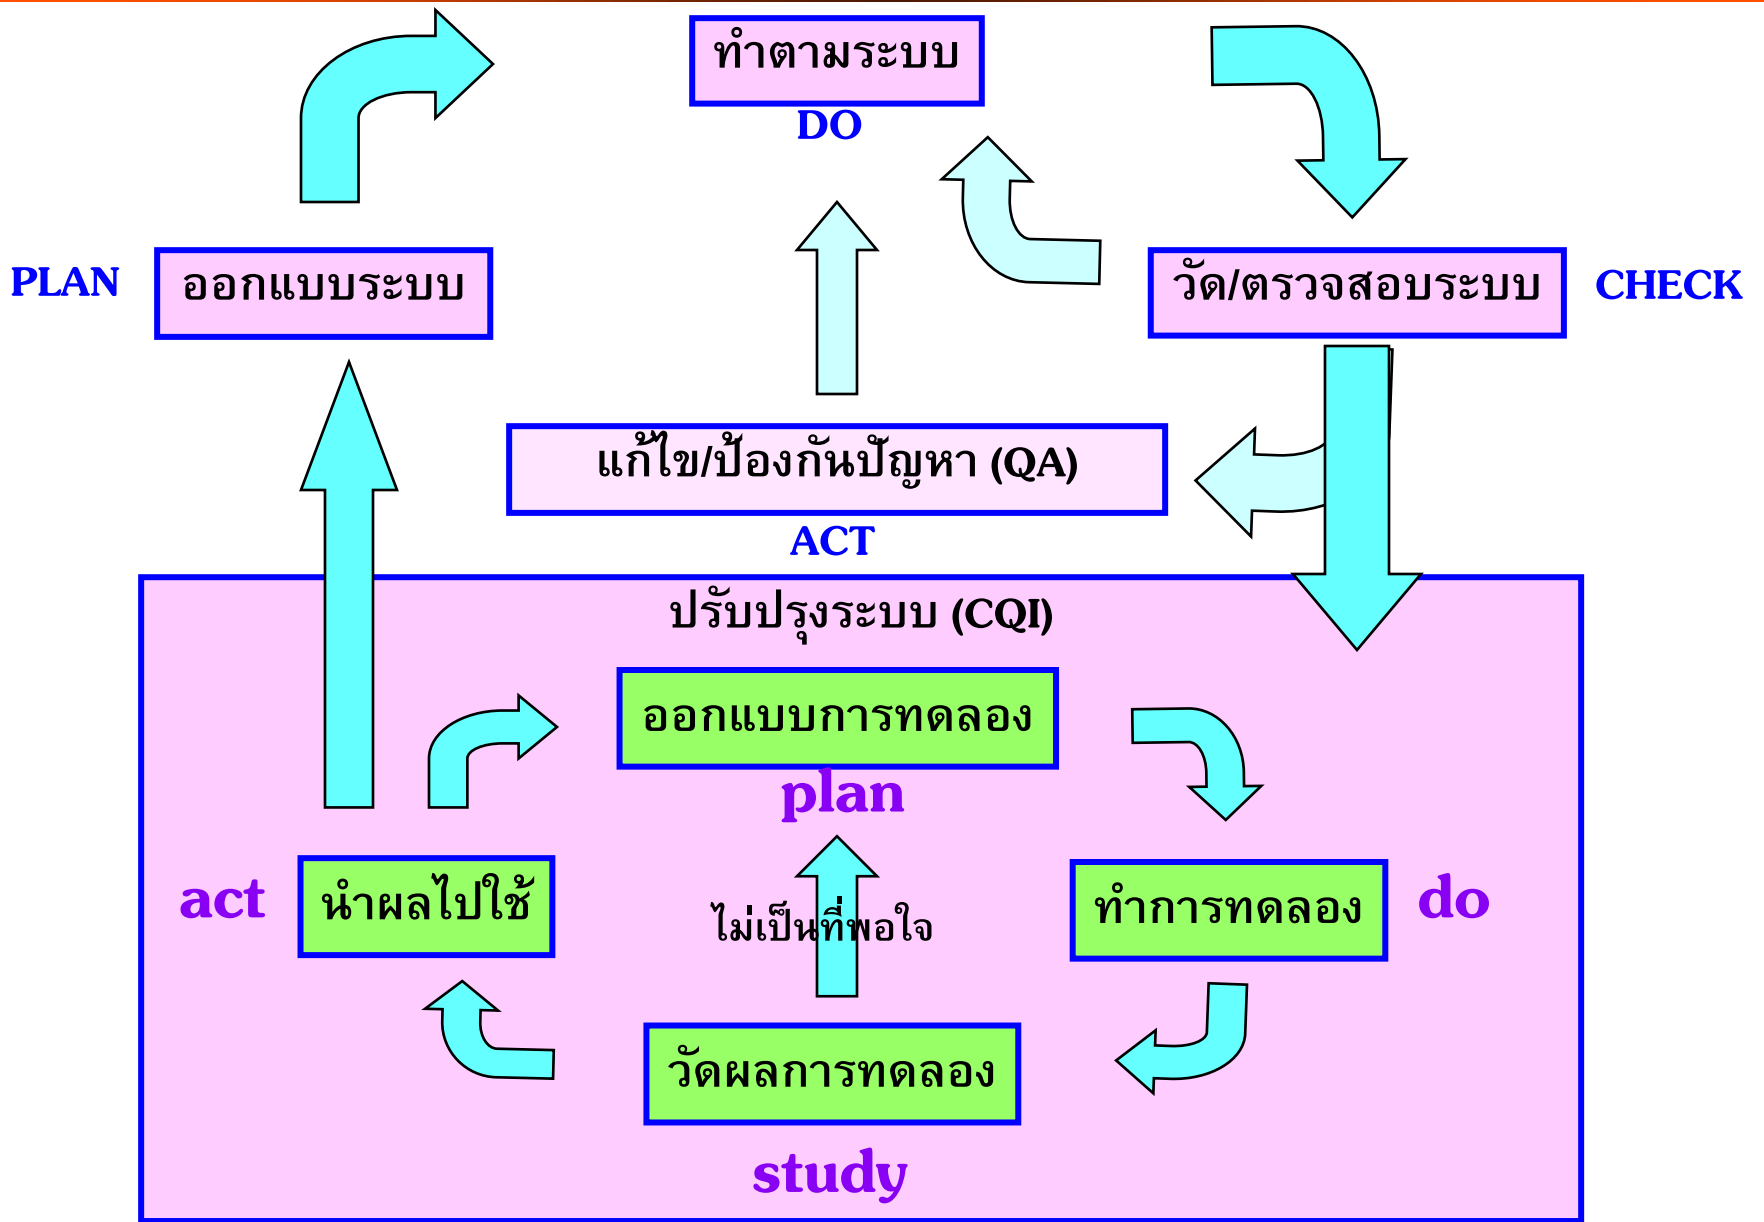 ทำตามระบบ
DO
PLAN
ออกแบบระบบ
วัด/ตรวจสอบระบบ
CHECK
แก้ไข/ป้องกันปัญหา (QA)
ACT
ปรับปรุงระบบ (CQI)
ออกแบบการทดลอง
plan
act
นำผลไปใช้
ไม่เป็นที่พอใจ
ทำการทดลอง
do
วัดผลการทดลอง
study